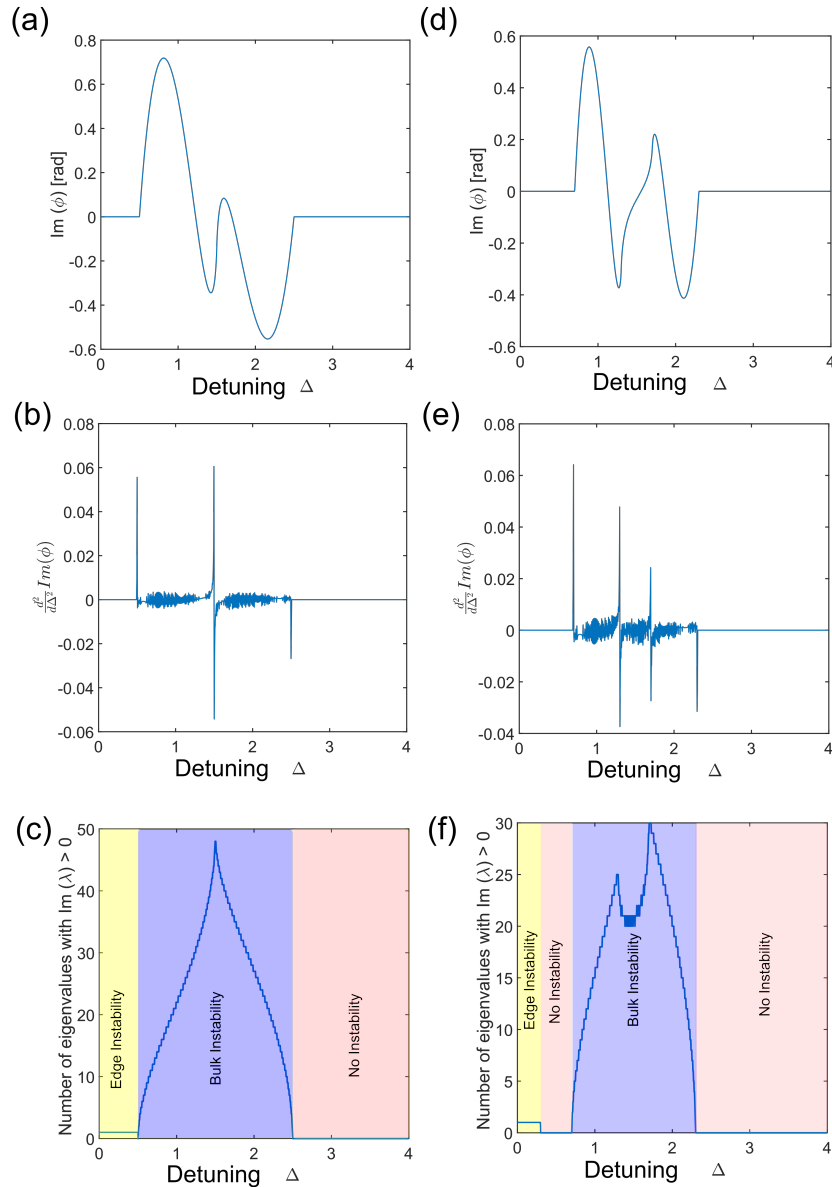 (a)
0.8
0.6
0.4
0.2
0
-0.2
-0.4
-0.6
Im (ϕ) [rad]
0 1 2 3 4
Detuning Δ
(d)
0.6
0.4
0.2
0
-0.2
-0.4
-0.6
Im (ϕ) [rad]
0 1 2 3 4
Detuning Δ
(b)
0.08
0.06
0.04
0.02
0
-0.02
-0.04
-0.06
d²/dΔ² Im(ϕ)
0 1 2 3 4
Detuning Δ
(e)
0.08
0.06
0.04
0.02
0
-0.02
-0.04
d²/dΔ² Im(ϕ)
0 1 2 3 4
Detuning Δ
(c)
50
40
30
20
10
0
Number of eigenvalues with Im (λ) > 0
Edge Instability
Bulk Instability
No Instability
0 1 2 3 4
Detuning Δ
(f)
30
25
20
15
10
5
0
Number of eigenvalues with Im (λ) > 0
Edge Instability
No Instability
Bulk Instability
No Instability
0 1 2 3 4
Detuning Δ